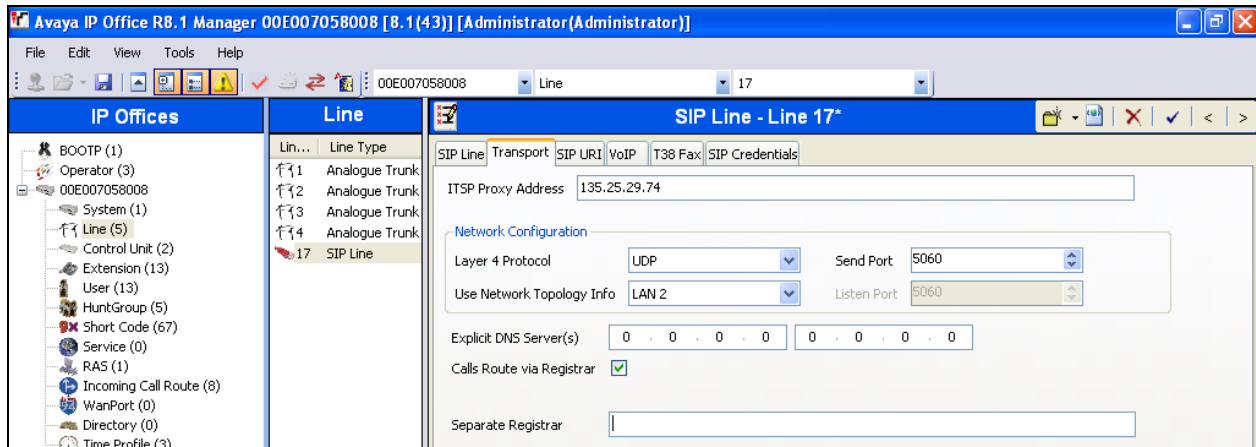 Avaya IP Office R8.1 Manager 00E007058008 [8.1(43)] [Administrator(Administrator)]
File Edit View Tools Help
00E007058008 Line 17
IP Offices
BOOTP (1)
Operator (3)
00E007058008
System (1)
Line (5)
Control Unit (2)
Extension (13)
User (13)
HuntGroup (5)
Short Code (67)
Service (0)
RAS (1)
Incoming Call Route (8)
WanPort (0)
Directory (0)
Time Profile (3)
Line
Lin... Line Type
1 Analogue Trunk
2 Analogue Trunk
3 Analogue Trunk
4 Analogue Trunk
17 SIP Line
SIP Line - Line 17*
SIP Line Transport SIP URI VoIP T38 Fax SIP Credentials
ITSP Proxy Address 135.25.29.74
Network Configuration
Layer 4 Protocol UDP Send Port 5060
Use Network Topology Info LAN 2 Listen Port 5060
Explicit DNS Server(s) 0 . 0 . 0 . 0 0 . 0 . 0 . 0
Calls Route via Registrar
Separate Registrar